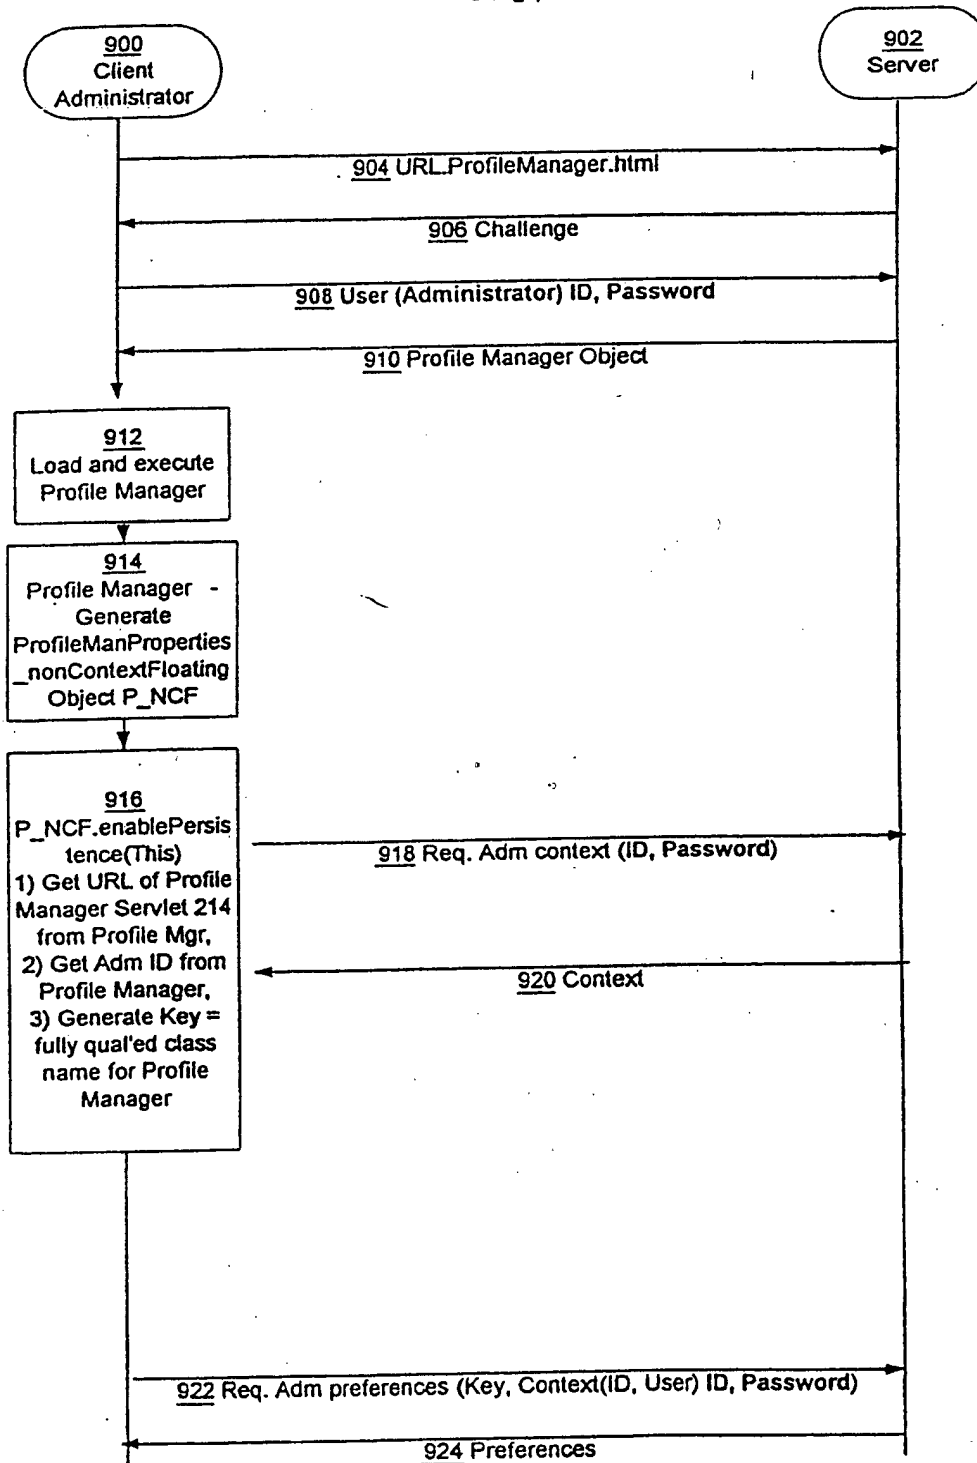 900
Client
Administrator
902
Server
904 URL.ProfileManager.html
906 Challenge
908 User (Administrator) ID, Password
910 Profile Manager Object
912
Load and execute
Profile Manager
914
Profile Manager -
Generate
ProfileManProperties
_nonContextFloating
Object P_NCF
916
P_NCF.enablePersis
tence(This)
1) Get URL of Profile
Manager Servlet 214
from Profile Mgr,
2) Get Adm ID from
Profile Manager,
3) Generate Key =
fully qual'ed class
name for Profile
Manager
918 Req. Adm context (ID, Password)
920 Context
922 Req. Adm preferences (Key, Context(ID, User) ID, Password)
924 Preferences